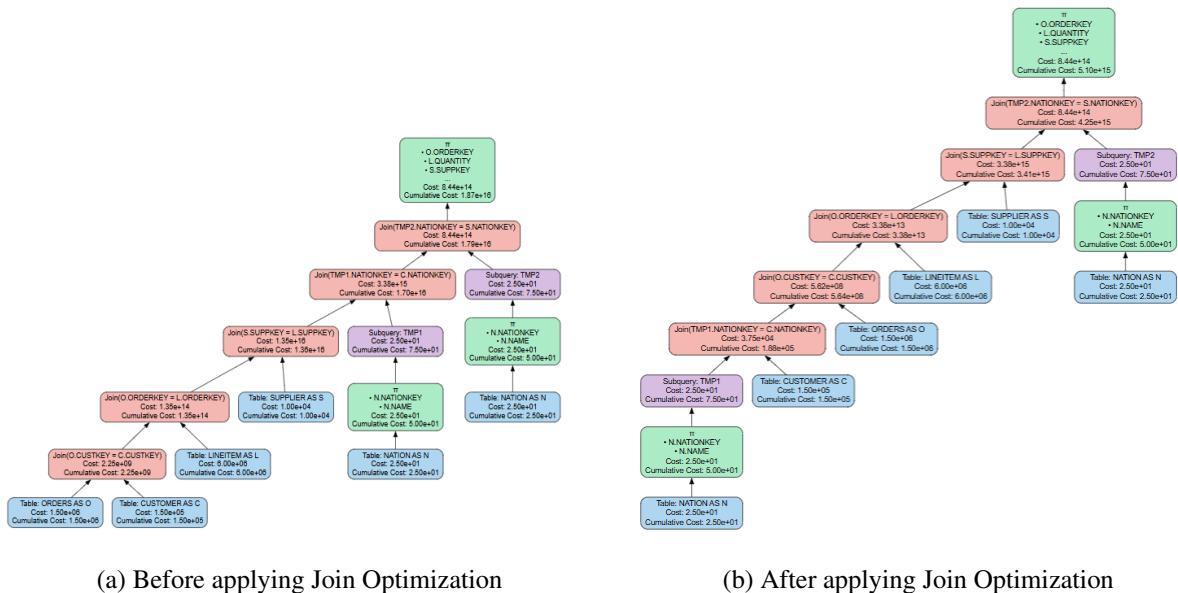 π
• O.ORDERKEY
• L.QUANTITY
• S.SUPPKEY
...
Cost: 8.44e+14
Cumulative Cost: 1.87e+16
Join(TMP2.NATIONKEY = S.NATIONKEY)
Cost: 8.44e+14
Cumulative Cost: 1.79e+16
Join(TMP1.NATIONKEY = C.NATIONKEY)
Cost: 3.38e+15
Cumulative Cost: 1.70e+16
Subquery: TMP2
Cost: 2.50e+01
Cumulative Cost: 7.50e+01
Join(S.SUPPKEY = L.SUPPKEY)
Cost: 1.35e+16
Cumulative Cost: 1.36e+16
Subquery: TMP1
Cost: 2.50e+01
Cumulative Cost: 7.50e+01
π
• N.NATIONKEY
• N.NAME
Cost: 2.50e+01
Cumulative Cost: 5.00e+01
Join(O.ORDERKEY = L.ORDERKEY)
Cost: 1.35e+14
Cumulative Cost: 1.35e+14
Table: SUPPLIER AS S
Cost: 1.00e+04
Cumulative Cost: 1.00e+04
π
• N.NATIONKEY
• N.NAME
Cost: 2.50e+01
Cumulative Cost: 5.00e+01
Table: NATION AS N
Cost: 2.50e+01
Cumulative Cost: 2.50e+01
Join(O.CUSTKEY = C.CUSTKEY)
Cost: 2.25e+09
Cumulative Cost: 2.25e+09
Table: LINEITEM AS L
Cost: 6.00e+06
Cumulative Cost: 6.00e+06
Table: NATION AS N
Cost: 2.50e+01
Cumulative Cost: 2.50e+01
Table: ORDERS AS O
Cost: 1.50e+06
Cumulative Cost: 1.50e+06
Table: CUSTOMER AS C
Cost: 1.50e+05
Cumulative Cost: 1.50e+05
(a) Before applying Join Optimization
π
• O.ORDERKEY
• L.QUANTITY
• S.SUPPKEY
...
Cost: 8.44e+14
Cumulative Cost: 5.10e+15
Join(TMP2.NATIONKEY = S.NATIONKEY)
Cost: 8.44e+14
Cumulative Cost: 4.25e+15
Join(S.SUPPKEY = L.SUPPKEY)
Cost: 3.38e+15
Cumulative Cost: 3.41e+15
Subquery: TMP2
Cost: 2.50e+01
Cumulative Cost: 7.50e+01
Join(O.ORDERKEY = L.ORDERKEY)
Cost: 3.38e+13
Cumulative Cost: 3.38e+13
Table: SUPPLIER AS S
Cost: 1.00e+04
Cumulative Cost: 1.00e+04
π
• N.NATIONKEY
• N.NAME
Cost: 2.50e+01
Cumulative Cost: 5.00e+01
Join(O.CUSTKEY = C.CUSTKEY)
Cost: 5.62e+08
Cumulative Cost: 5.64e+08
Table: LINEITEM AS L
Cost: 6.00e+06
Cumulative Cost: 6.00e+06
Table: NATION AS N
Cost: 2.50e+01
Cumulative Cost: 2.50e+01
Join(TMP1.NATIONKEY = C.NATIONKEY)
Cost: 3.75e+04
Cumulative Cost: 1.88e+05
Table: ORDERS AS O
Cost: 1.50e+06
Cumulative Cost: 1.50e+06
Subquery: TMP1
Cost: 2.50e+01
Cumulative Cost: 7.50e+01
Table: CUSTOMER AS C
Cost: 1.50e+05
Cumulative Cost: 1.50e+05
π
• N.NATIONKEY
• N.NAME
Cost: 2.50e+01
Cumulative Cost: 5.00e+01
Table: NATION AS N
Cost: 2.50e+01
Cumulative Cost: 2.50e+01
(b) After applying Join Optimization